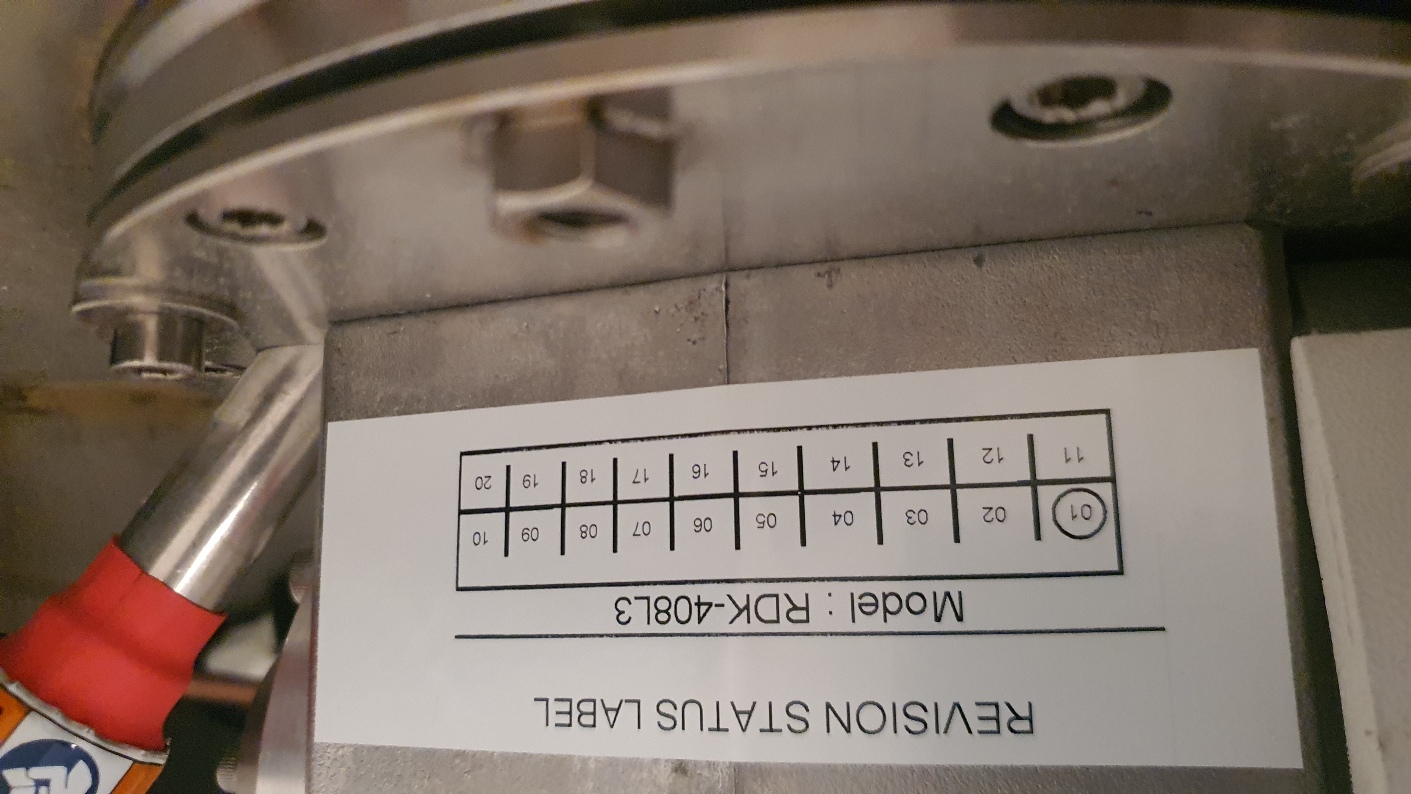 REVISION STATUS LABEL
Model : RDK-408L3
01 02 03 04 05 06 07 08 09 10
11 12 13 14 15 16 17 18 19 20